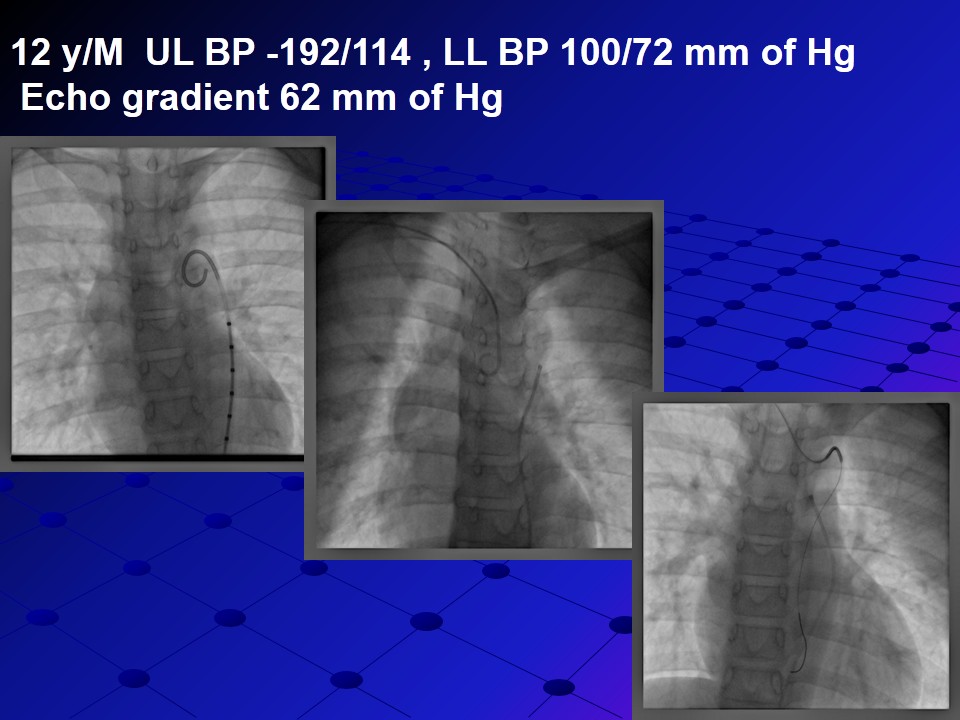 12 y/M UL BP -192/114 , LL BP 100/72 mm of Hg
Echo gradient 62 mm of Hg